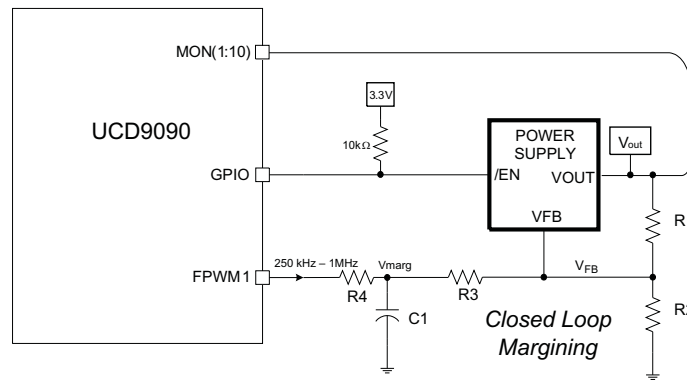 MON(1:10)
3.3V
UCD9090
10kΩ
POWER
SUPPLY
Vout
GPIO
/EN
VOUT
VFB
R
250 kHz – 1MHz
Vmarg
VFB
FPWM1
R4
R3
C1
Closed Loop
Margining